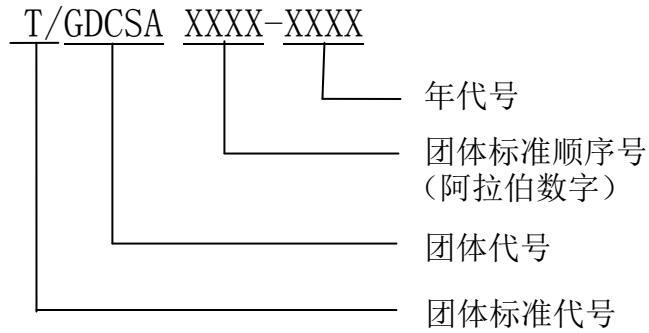 T/GDCSA XXXX-XXXX
年代号
团体标准顺序号
（阿拉伯数字）
团体代号
团体标准代号